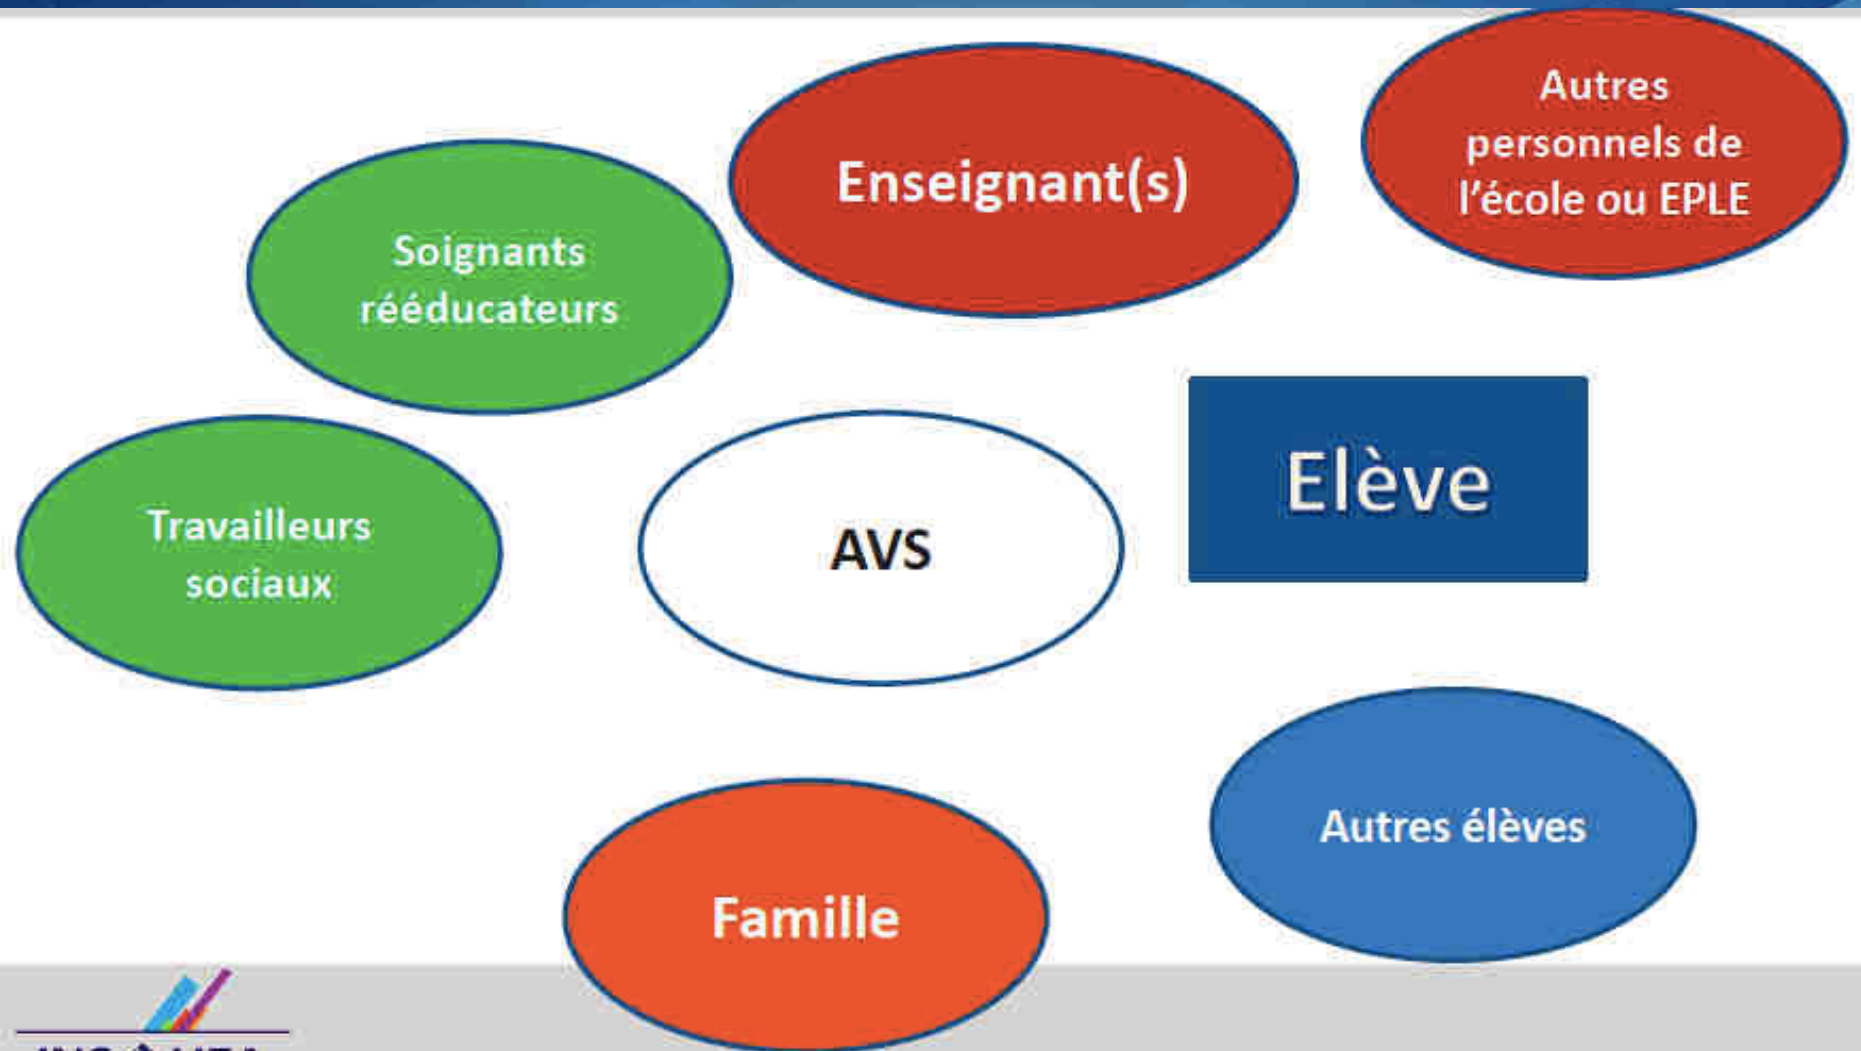 Autres
personnels de
l'école ou EPLE
Enseignant(s)
Soignants
rééducateurs
Elève
Travailleurs
sociaux
AVS
Autres élèves
Famille